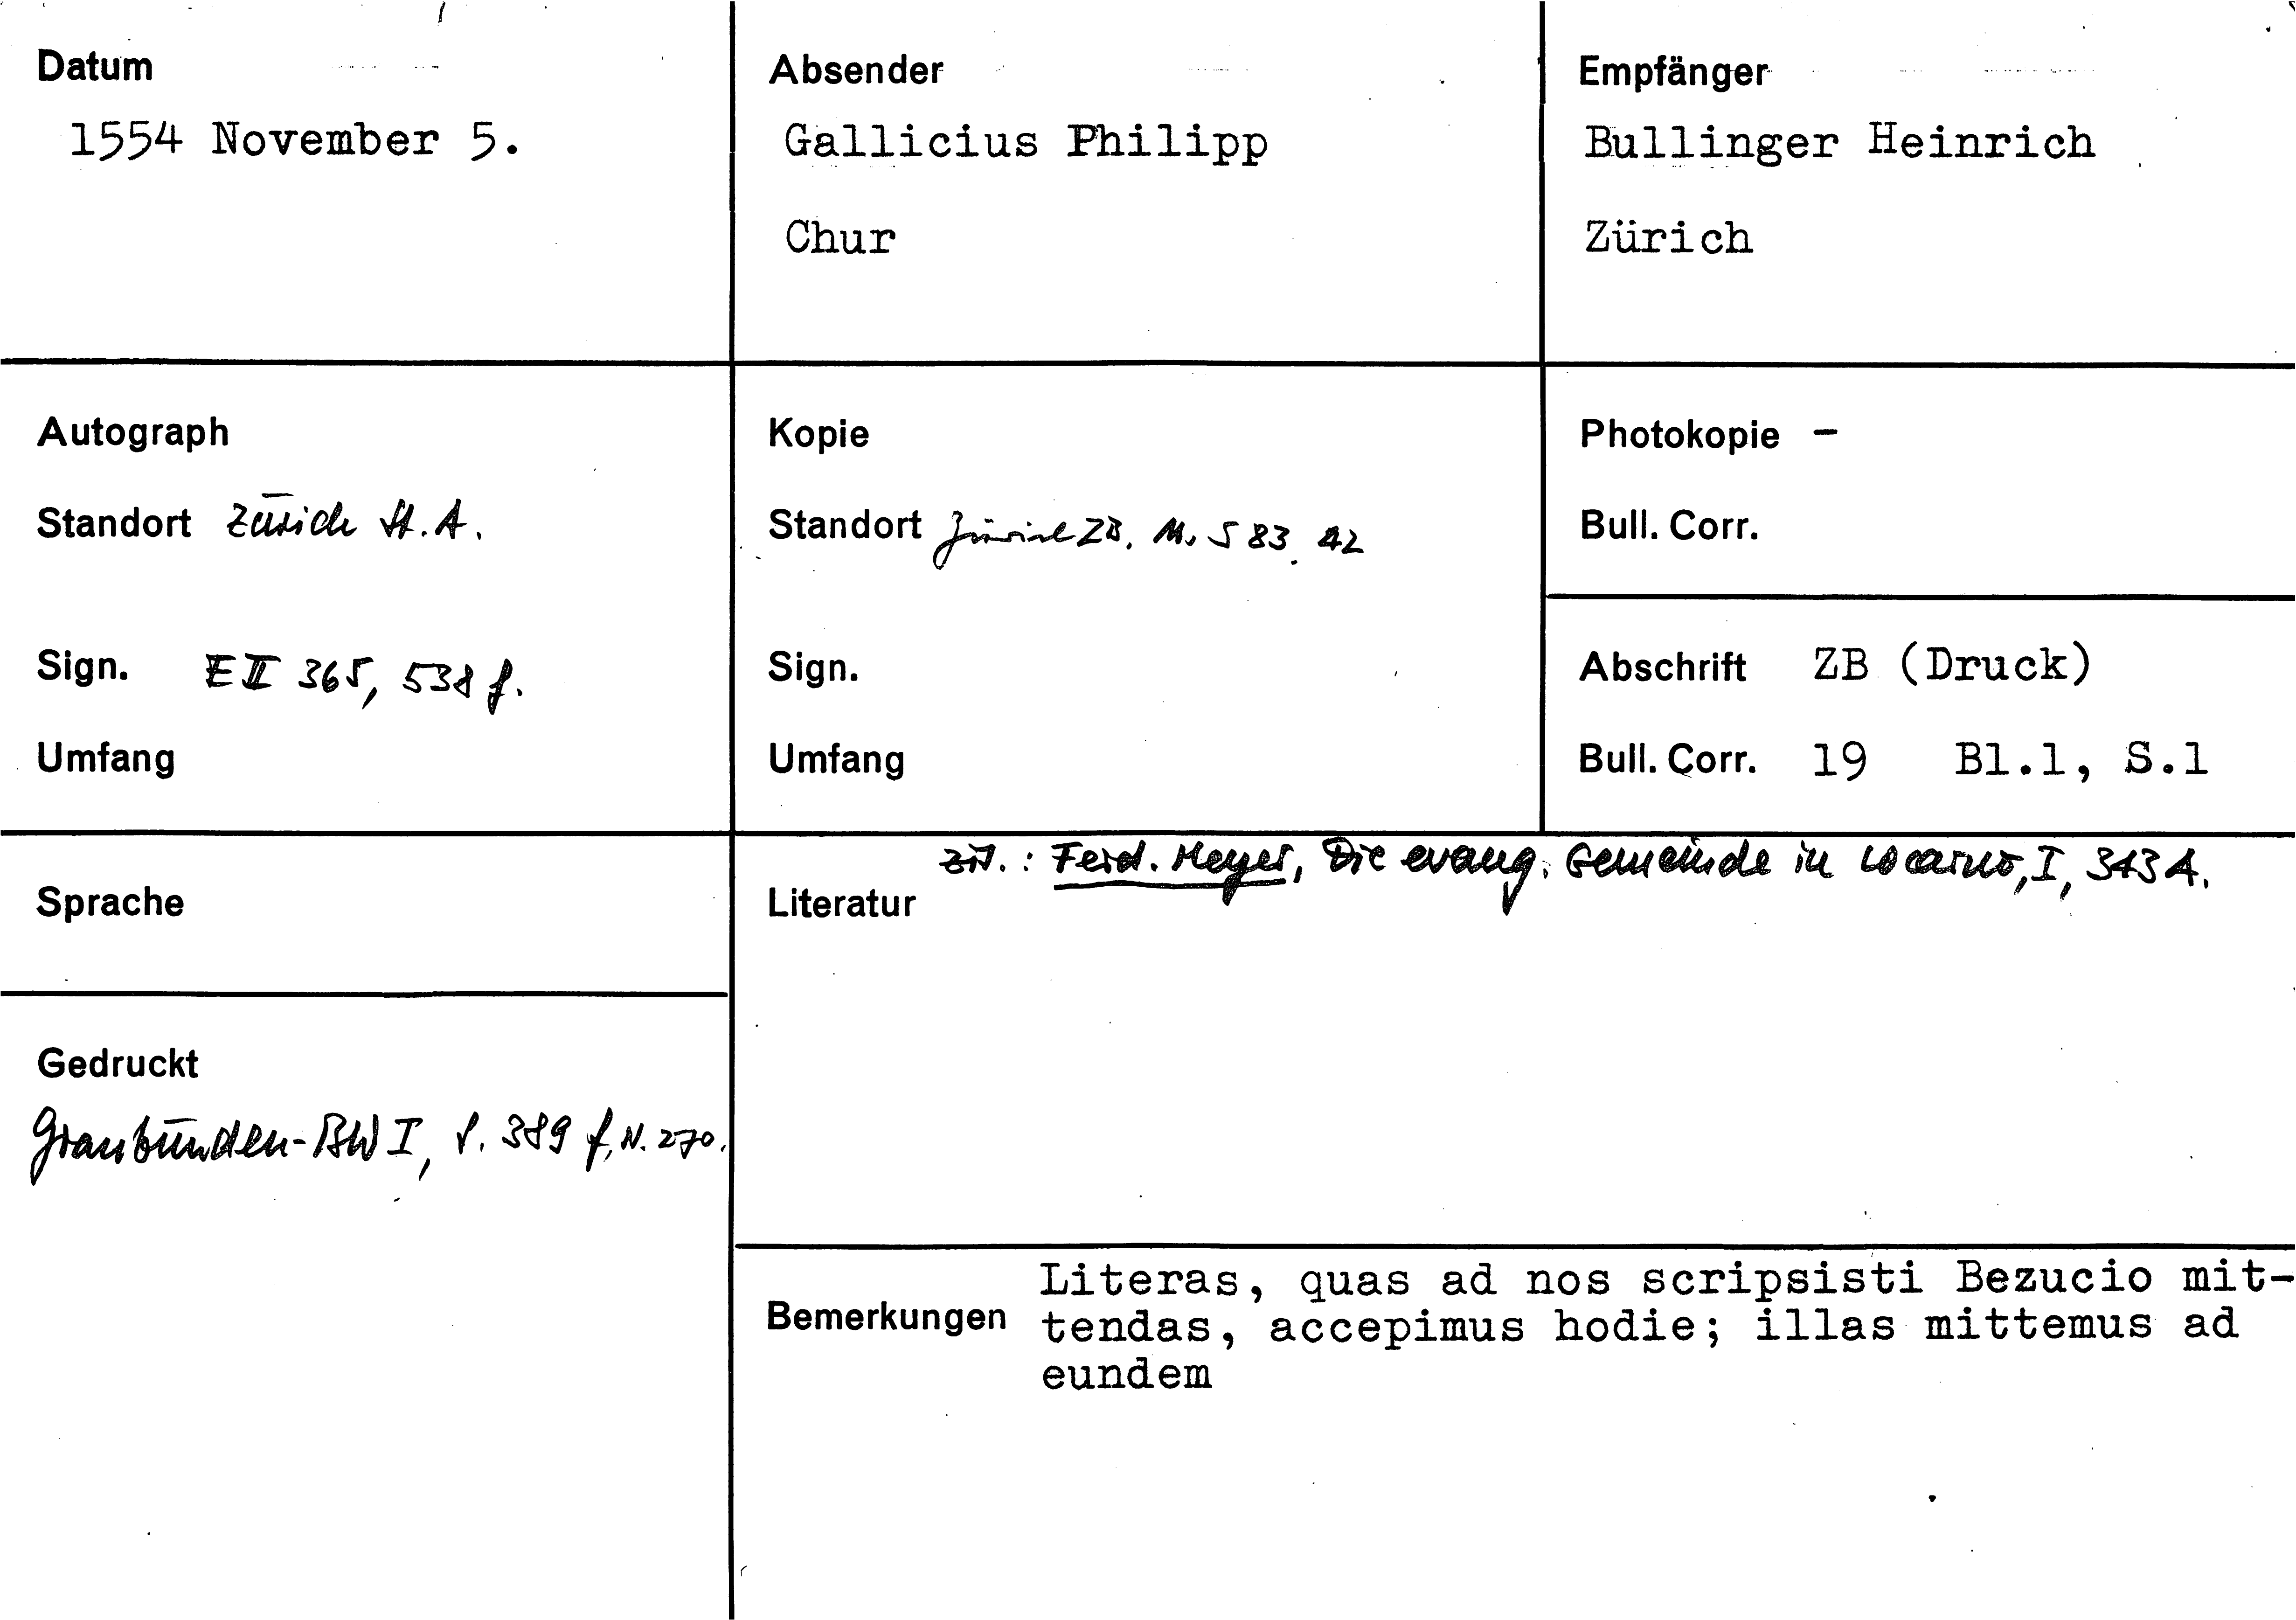 Datum
1554 November 5.
Absender
Gallicius Philipp
Chur
Empfänger
Bullinger Heinrich
Zürich
Autograph
Standort Zürich St.A.
Sign. E II 365, 538 f.
Umfang
Kopie
Standort Zürich ZB, Ms S 83. 42
Sign.
Umfang
Photokopie –
Bull. Corr.
Abschrift ZB (Druck)
Bull. Corr. 19 Bl.1, S.1
Sprache
Gedruckt
Graubünden-BW I, S. 389 f, N. 270.
zit.: Ferd. Meyer, Die evang. Gemeinde in Locarno, I, 343 A.
Literatur
Bemerkungen
Literas, quas ad nos scripsisti Bezucio mit-
tendas, accepimus hodie; illas mittemus ad
eundem